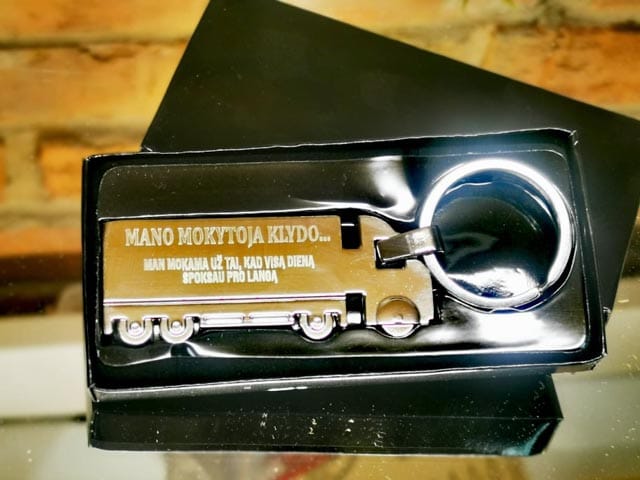 MANO MOKYTOJA KLYDO...
MAN MOKAMA UŽ TAI, KAD VISĄ DIENĄ
SPOKSAU PRO LANGĄ